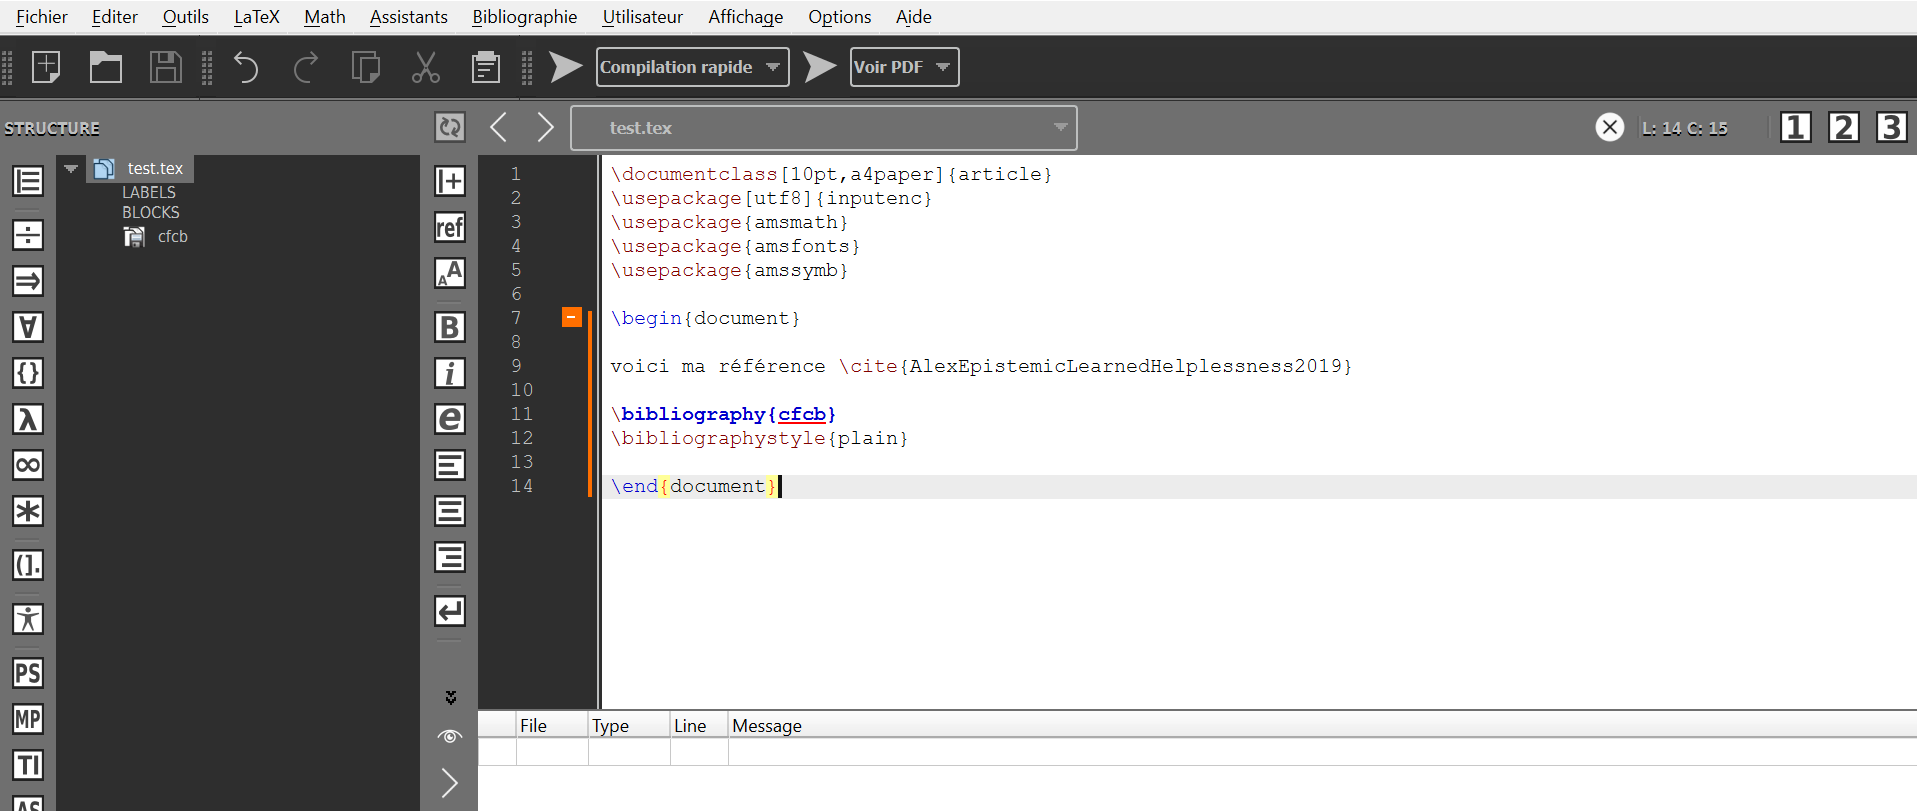 Fichier Editer Outils LaTeX Math Assistants Bibliographie Utilisateur Affichage Options Aide
Compilation rapide Voir PDF
STRUCTURE test.tex L: 14 C: 15 1 2 3
test.tex
LABELS
BLOCKS
cfcb
ref
AA
B
i
e
{}
λ
∞
*
(].
PS
MP
TI
AS
1 \documentclass[10pt,a4paper]{article}
2 \usepackage[utf8]{inputenc}
3 \usepackage{amsmath}
4 \usepackage{amsfonts}
5 \usepackage{amssymb}
6
7 \begin{document}
8
9 voici ma référence \cite{AlexEpistemicLearnedHelplessness2019}
10
11 \bibliography{cfcb}
12 \bibliographystyle{plain}
13
14 \end{document}
File Type Line Message